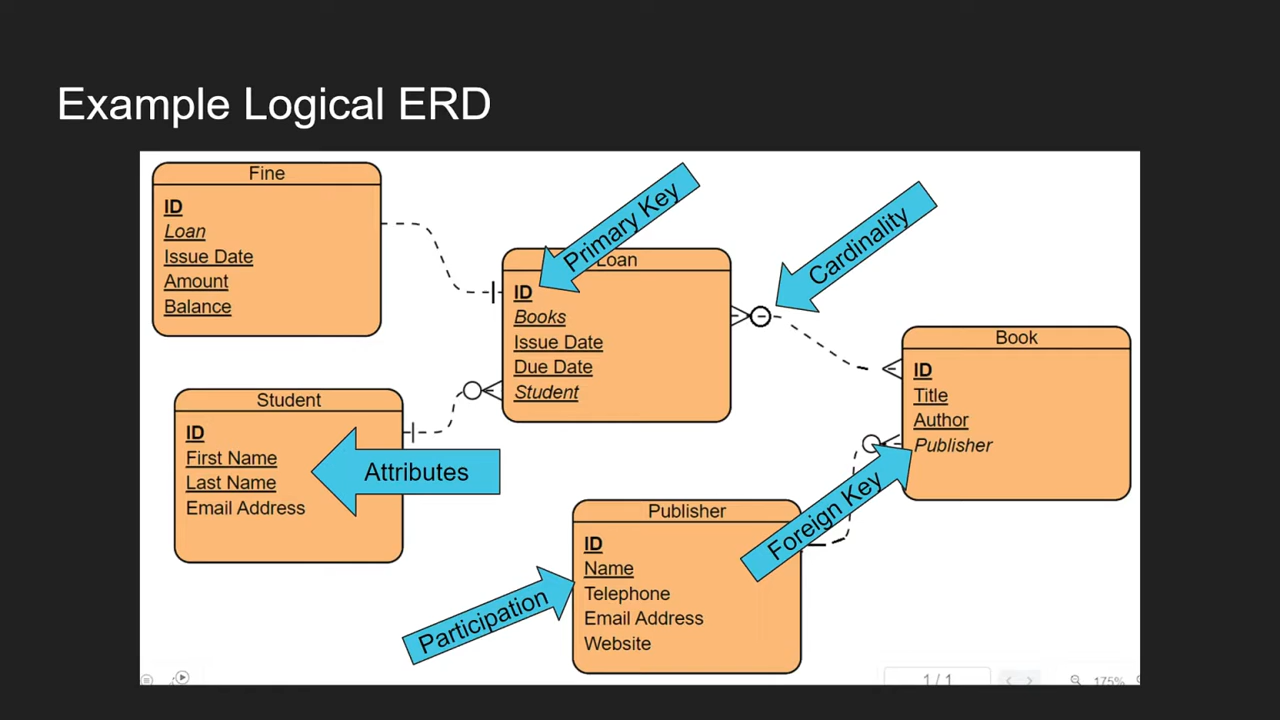 Example Logical ERD
Fine
ID
Loan
Issue Date
Amount
Balance
Primary Key
Loan
ID
Books
Issue Date
Due Date
Student
Cardinality
Book
ID
Title
Author
Publisher
Student
ID
First Name
Last Name
Email Address
Attributes
Foreign Key
Publisher
ID
Name
Telephone
Email Address
Website
Participation
1 / 1
175%